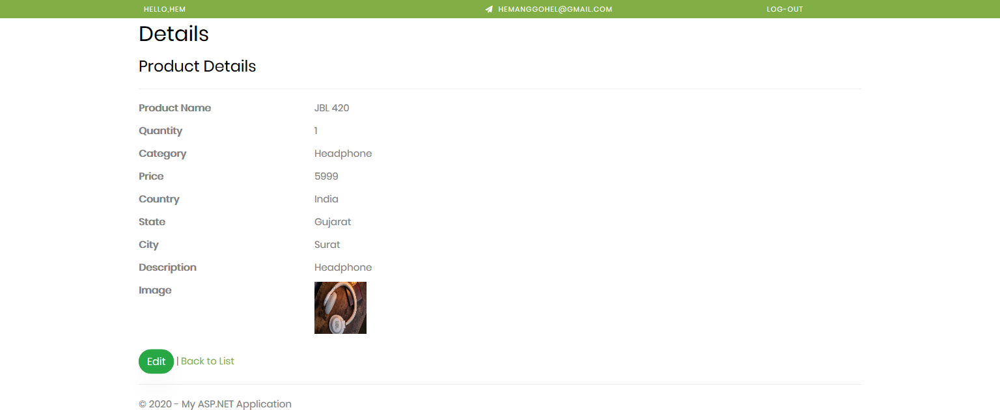 HELLO,HEM HEMANGGOHEL@GMAIL.COM LOG-OUT
Details
Product Details
Product Name JBL 420
Quantity 1
Category Headphone
Price 5999
Country India
State Gujarat
City Surat
Description Headphone
Image
JBL
Edit | Back to List
© 2020 - My ASP.NET Application